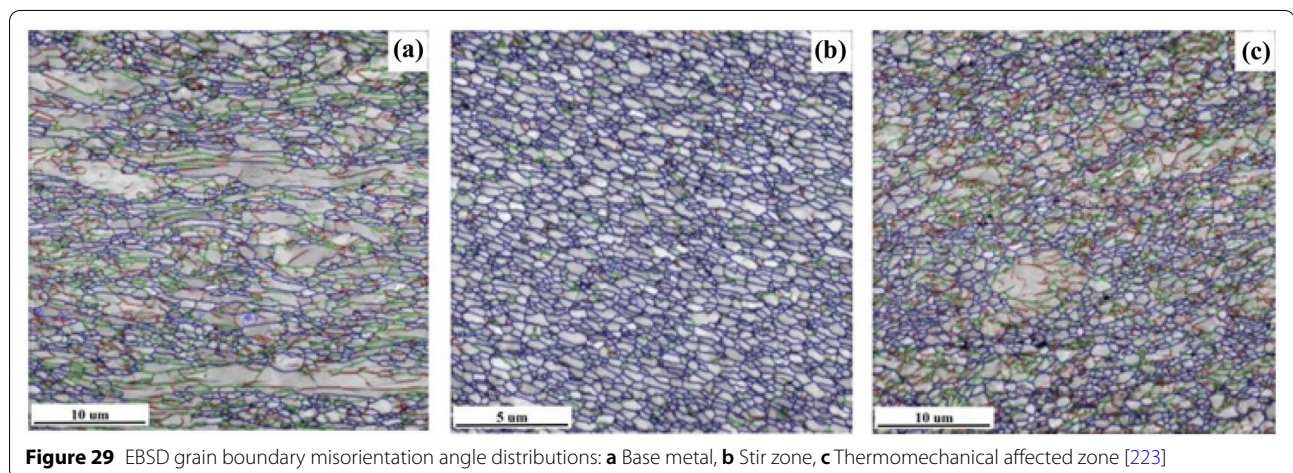 (a)
(b)
(c)
10 um
5 um
10 um
Figure 29 EBSD grain boundary misorientation angle distributions: a Base metal, b Stir zone, c Thermomechanical affected zone [223]